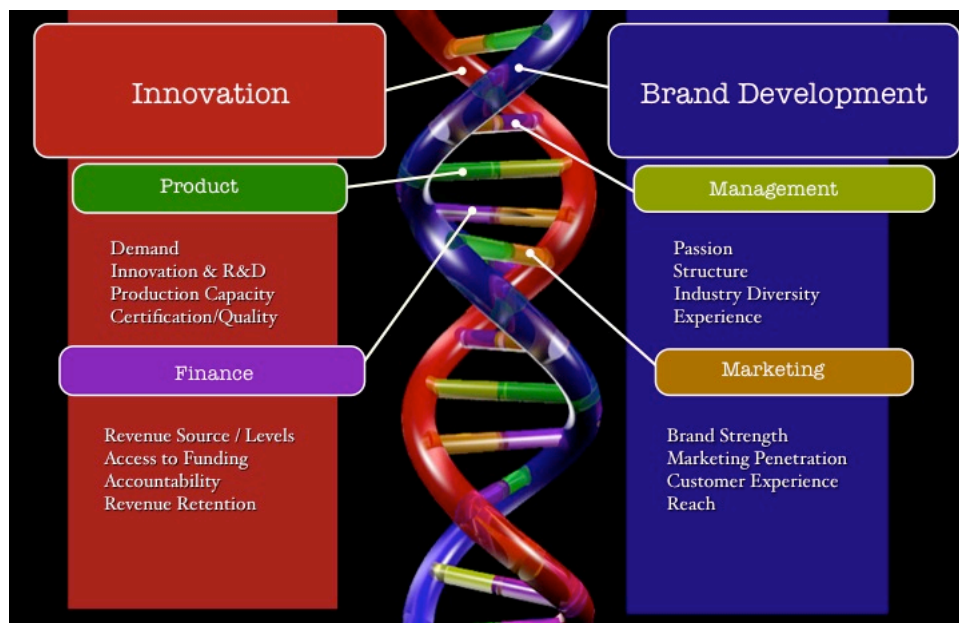 Innovation
Brand Development
Product
Demand
Innovation & R&D
Production Capacity
Certification/Quality
Management
Passion
Structure
Industry Diversity
Experience
Finance
Revenue Source / Levels
Access to Funding
Accountability
Revenue Retention
Marketing
Brand Strength
Marketing Penetration
Customer Experience
Reach